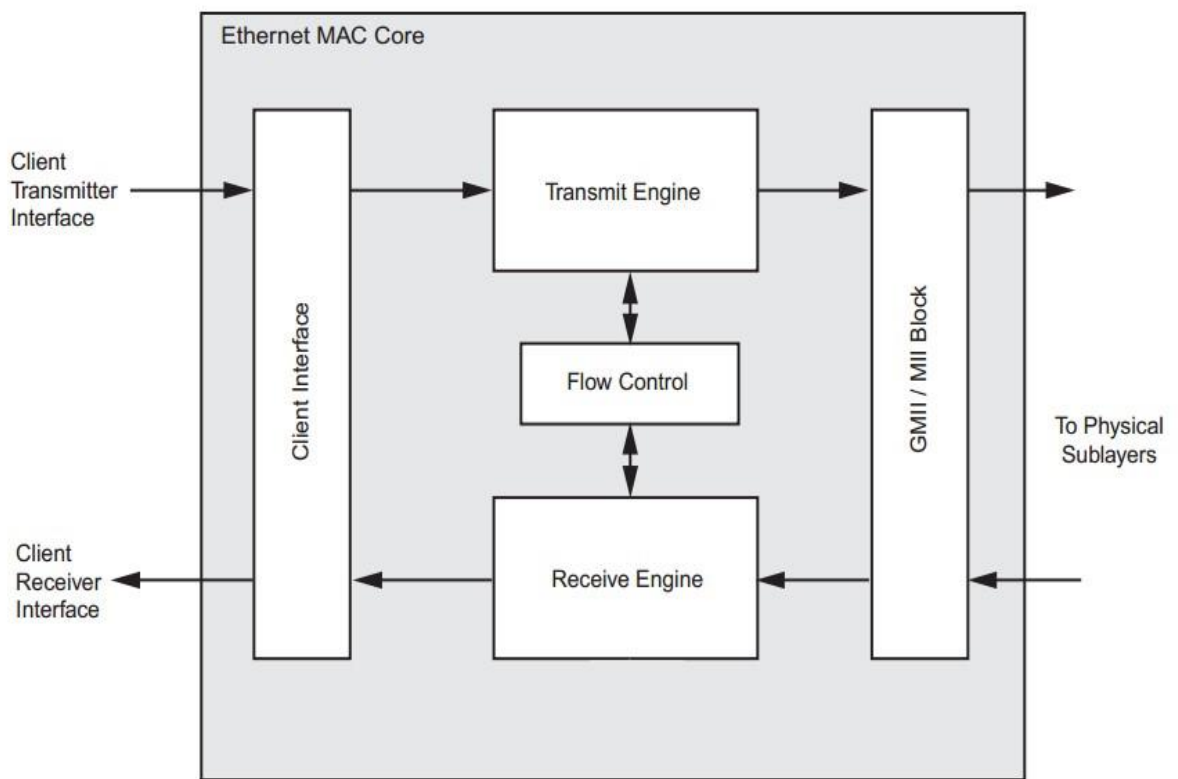 Ethernet MAC Core
Client
Transmitter
Interface
Transmit Engine
Client Interface
Flow Control
GMII / MII Block
To Physical
Sublayers
Client
Receiver
Interface
Receive Engine